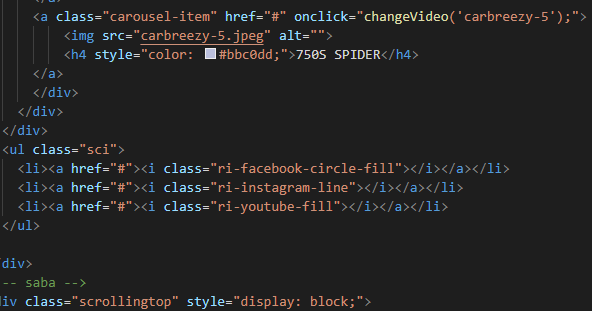 <a class="carousel-item" href="#" onclick="changeVideo('carbreezy-5');">
<img src="carbreezy-5.jpeg" alt="">
<h4 style="color: #bbc0dd;">750S SPIDER</h4>
</a>
</div>
</div>
</div>
<ul class="sci">
<li><a href="#"><i class="ri-facebook-circle-fill"></i></a></li>
<li><a href="#"><i class="ri-instagram-line"></i></a></li>
<li><a href="#"><i class="ri-youtube-fill"></i></a></li>
</ul>
/div>
-- saba -->
div class="scrollingtop" style="display: block;">